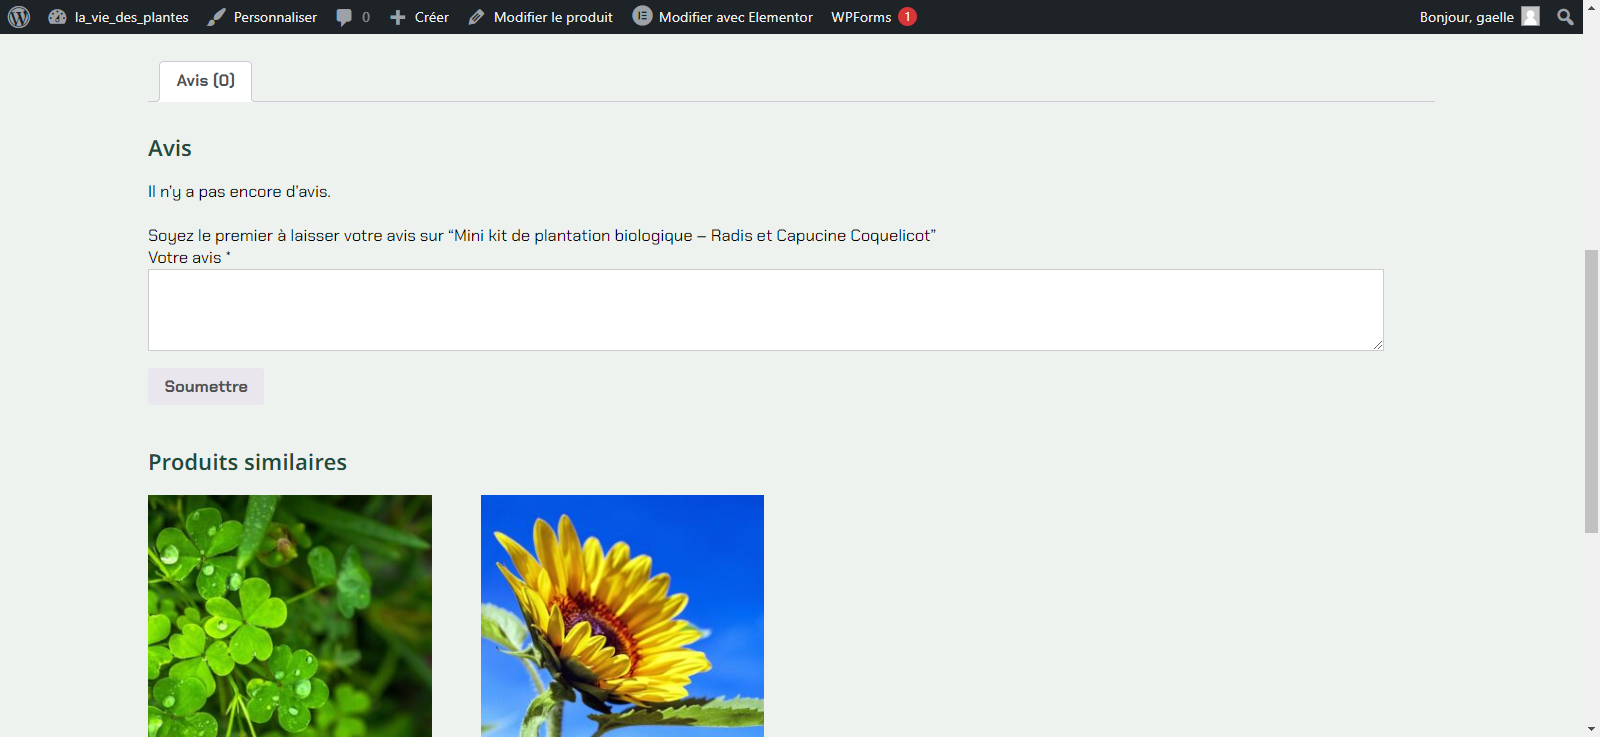 la_vie_des_plantes Personnaliser 0 Créer Modifier le produit Modifier avec Elementor WPForms 1 Bonjour, gaelle
Avis (0)
Avis
Il n'y a pas encore d'avis.
Soyez le premier à laisser votre avis sur “Mini kit de plantation biologique – Radis et Capucine Coquelicot”
Votre avis *
Soumettre
Produits similaires